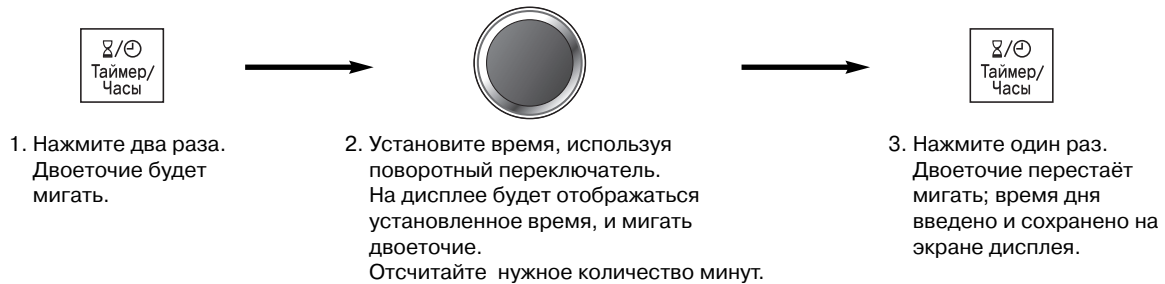 Таймер/
Часы
Таймер/
Часы
1. Нажмите два раза.
Двоеточие будет
мигать.
2. Установите время, используя
поворотный переключатель.
На дисплее будет отображаться
установленное время, и мигать
двоеточие.
Отсчитайте нужное количество минут.
3. Нажмите один раз.
Двоеточие перестаёт
мигать; время дня
введено и сохранено на
экране дисплея.